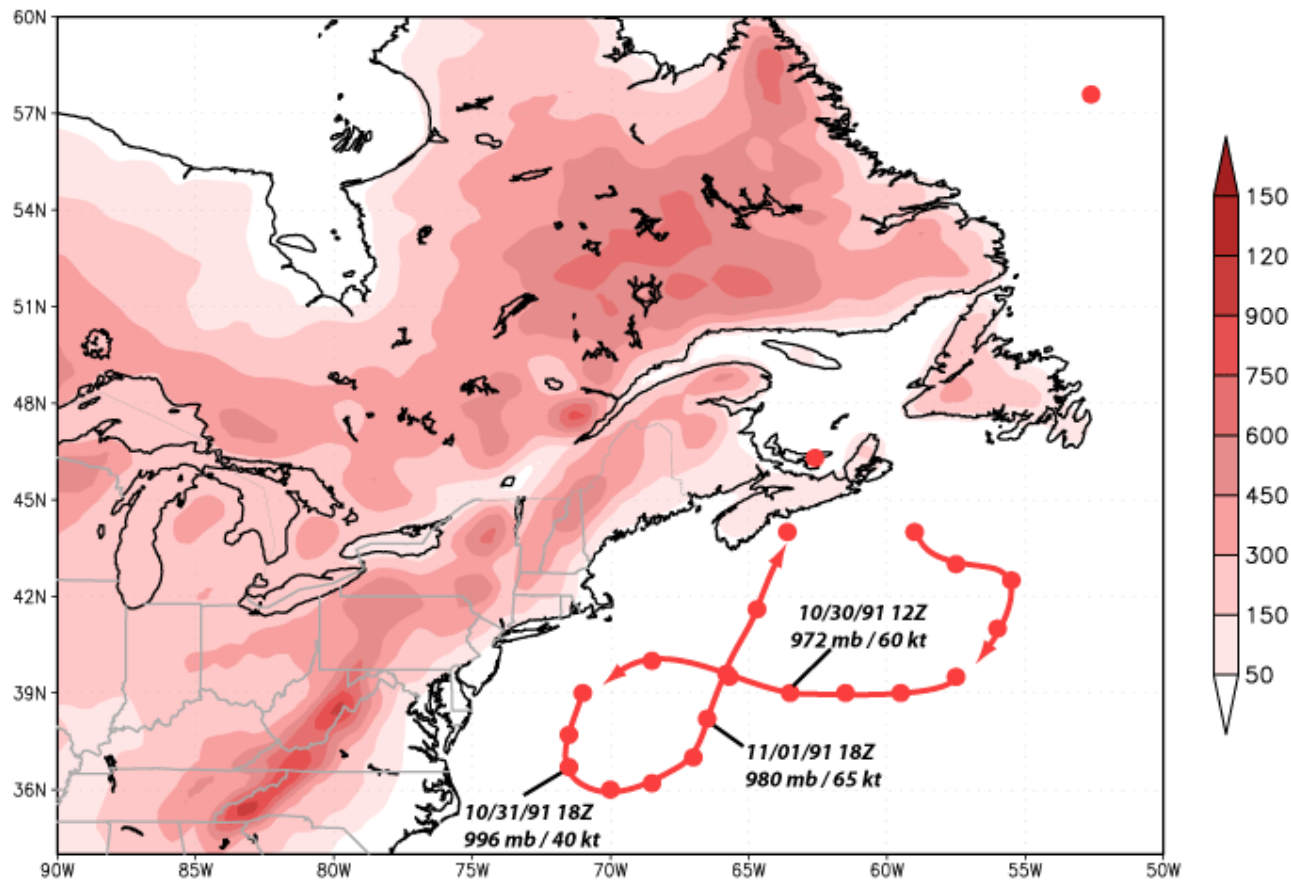 60N
57N
54N
51N
48N
45N
42N
39N
36N
90W 85W 80W 75W 70W 65W 60W 55W 50W
10/30/91 12Z
972 mb / 60 kt
11/01/91 18Z
980 mb / 65 kt
10/31/91 18Z
996 mb / 40 kt
150
120
900
750
600
450
300
150
50